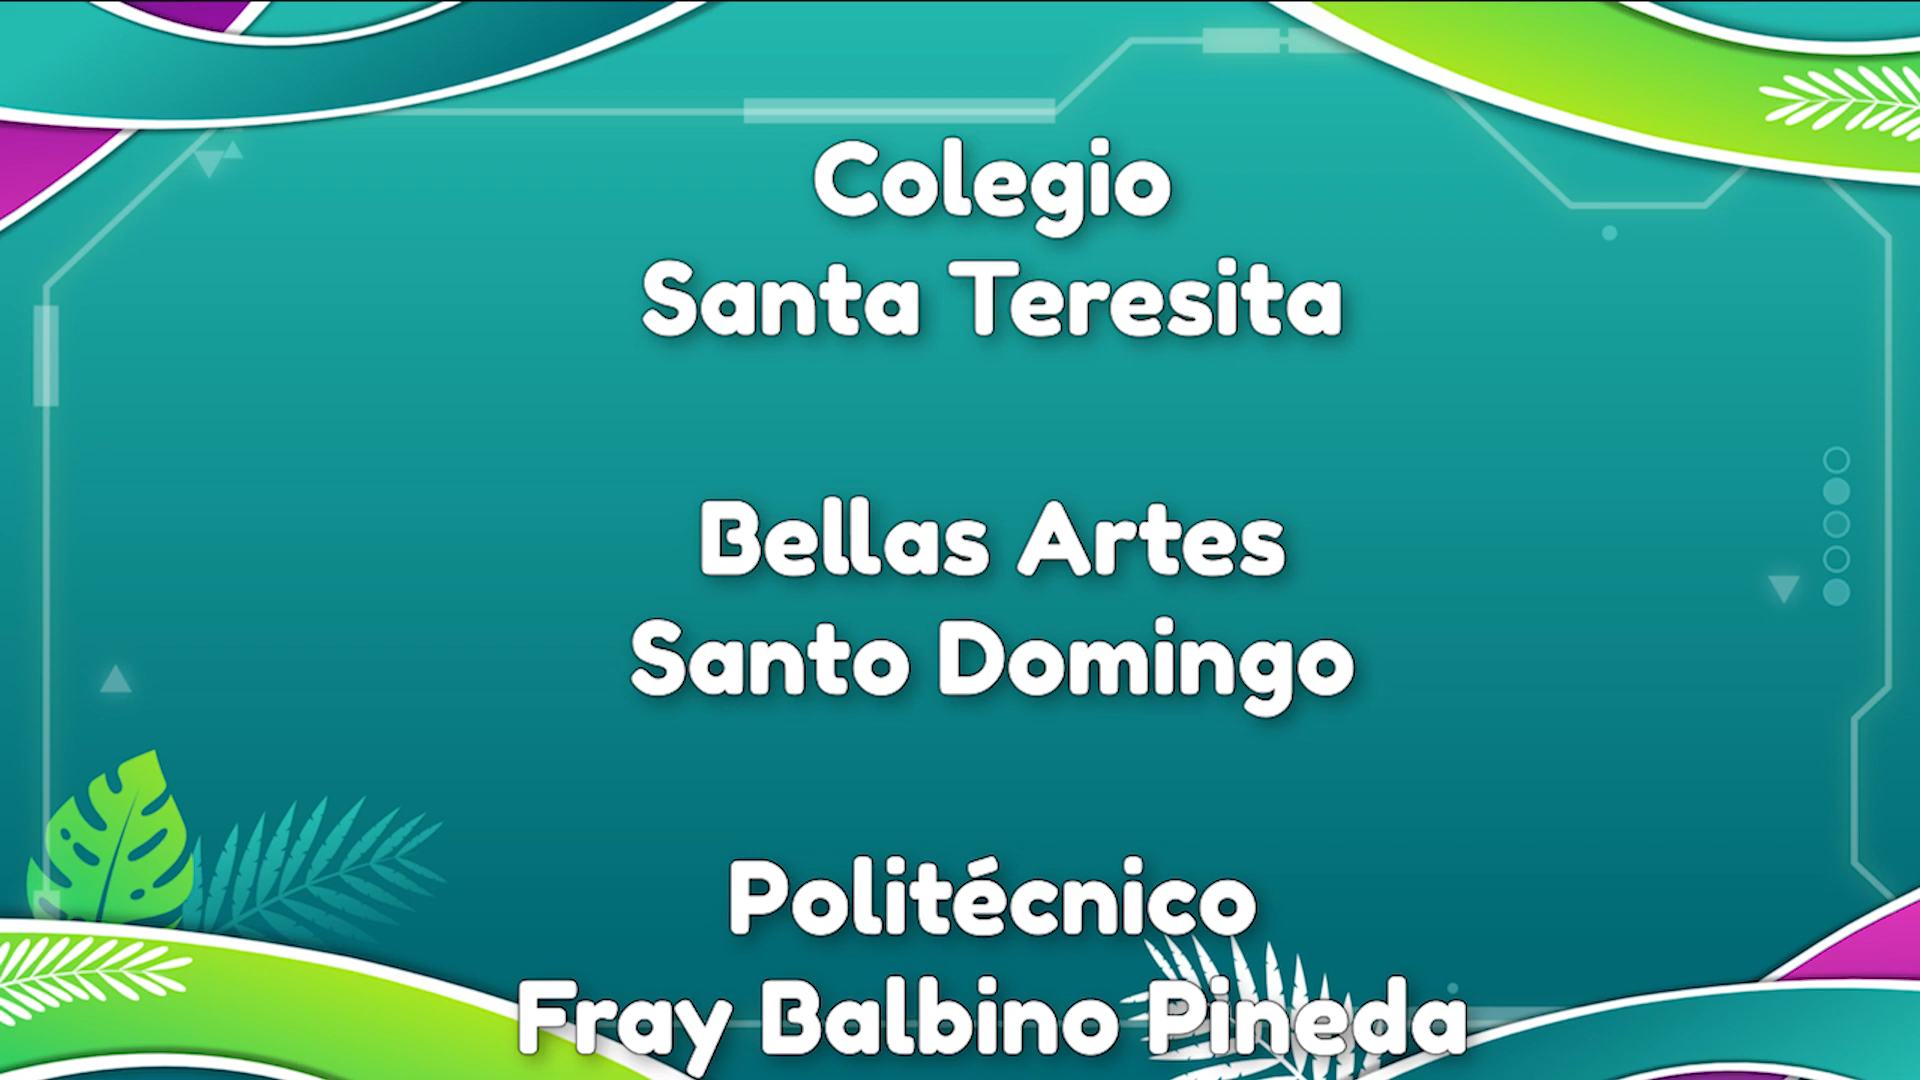 Colegio
Santa Teresita
Bellas Artes
Santo Domingo
Politécnico
Fray Balbino Pineda